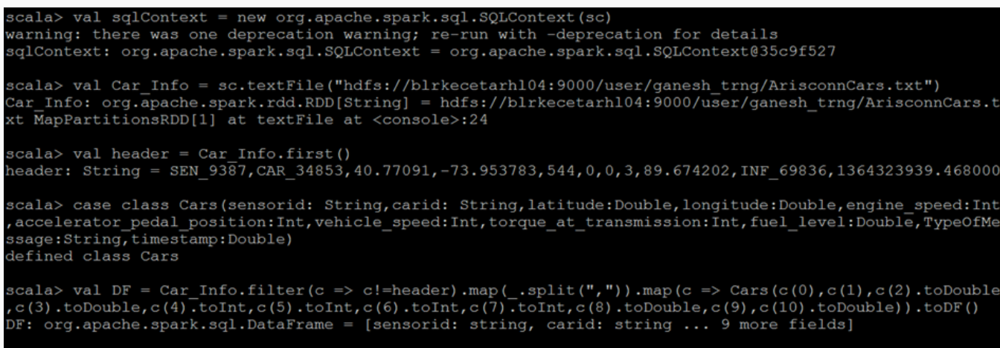 scala> val sqlContext = new org.apache.spark.sql.SQLContext(sc)
warning: there was one deprecation warning; re-run with -deprecation for details
sqlContext: org.apache.spark.sql.SQLContext = org.apache.spark.sql.SQLContext@35c9f527
scala> val Car_Info = sc.textFile("hdfs://blrkecetarhl04:9000/user/ganesh_trng/ArisconnCars.txt")
Car_Info: org.apache.spark.rdd.RDD[String] = hdfs://blrkecetarhl04:9000/user/ganesh_trng/ArisconnCars.t
xt MapPartitionsRDD[1] at textFile at <console>:24
scala> val header = Car_Info.first()
header: String = SEN_9387,CAR_34853,40.77091,-73.953783,544,0,0,3,89.674202,INF_69836,1364323939.468000
scala> case class Cars(sensorid: String,carid: String,latitude:Double,longitude:Double,engine_speed:Int
,accelerator_pedal_position:Int,vehicle_speed:Int,torque_at_transmission:Int,fuel_level:Double,TypeOfMe
ssage:String,timestamp:Double)
defined class Cars
scala> val DF = Car_Info.filter(c => c!=header).map(_.split(",")).map(c => Cars(c(0),c(1),c(2).toDouble
,c(3).toDouble,c(4).toInt,c(5).toInt,c(6).toInt,c(7).toInt,c(8).toDouble,c(9),c(10).toDouble)).toDF()
DF: org.apache.spark.sql.DataFrame = [sensorid: string, carid: string ... 9 more fields]